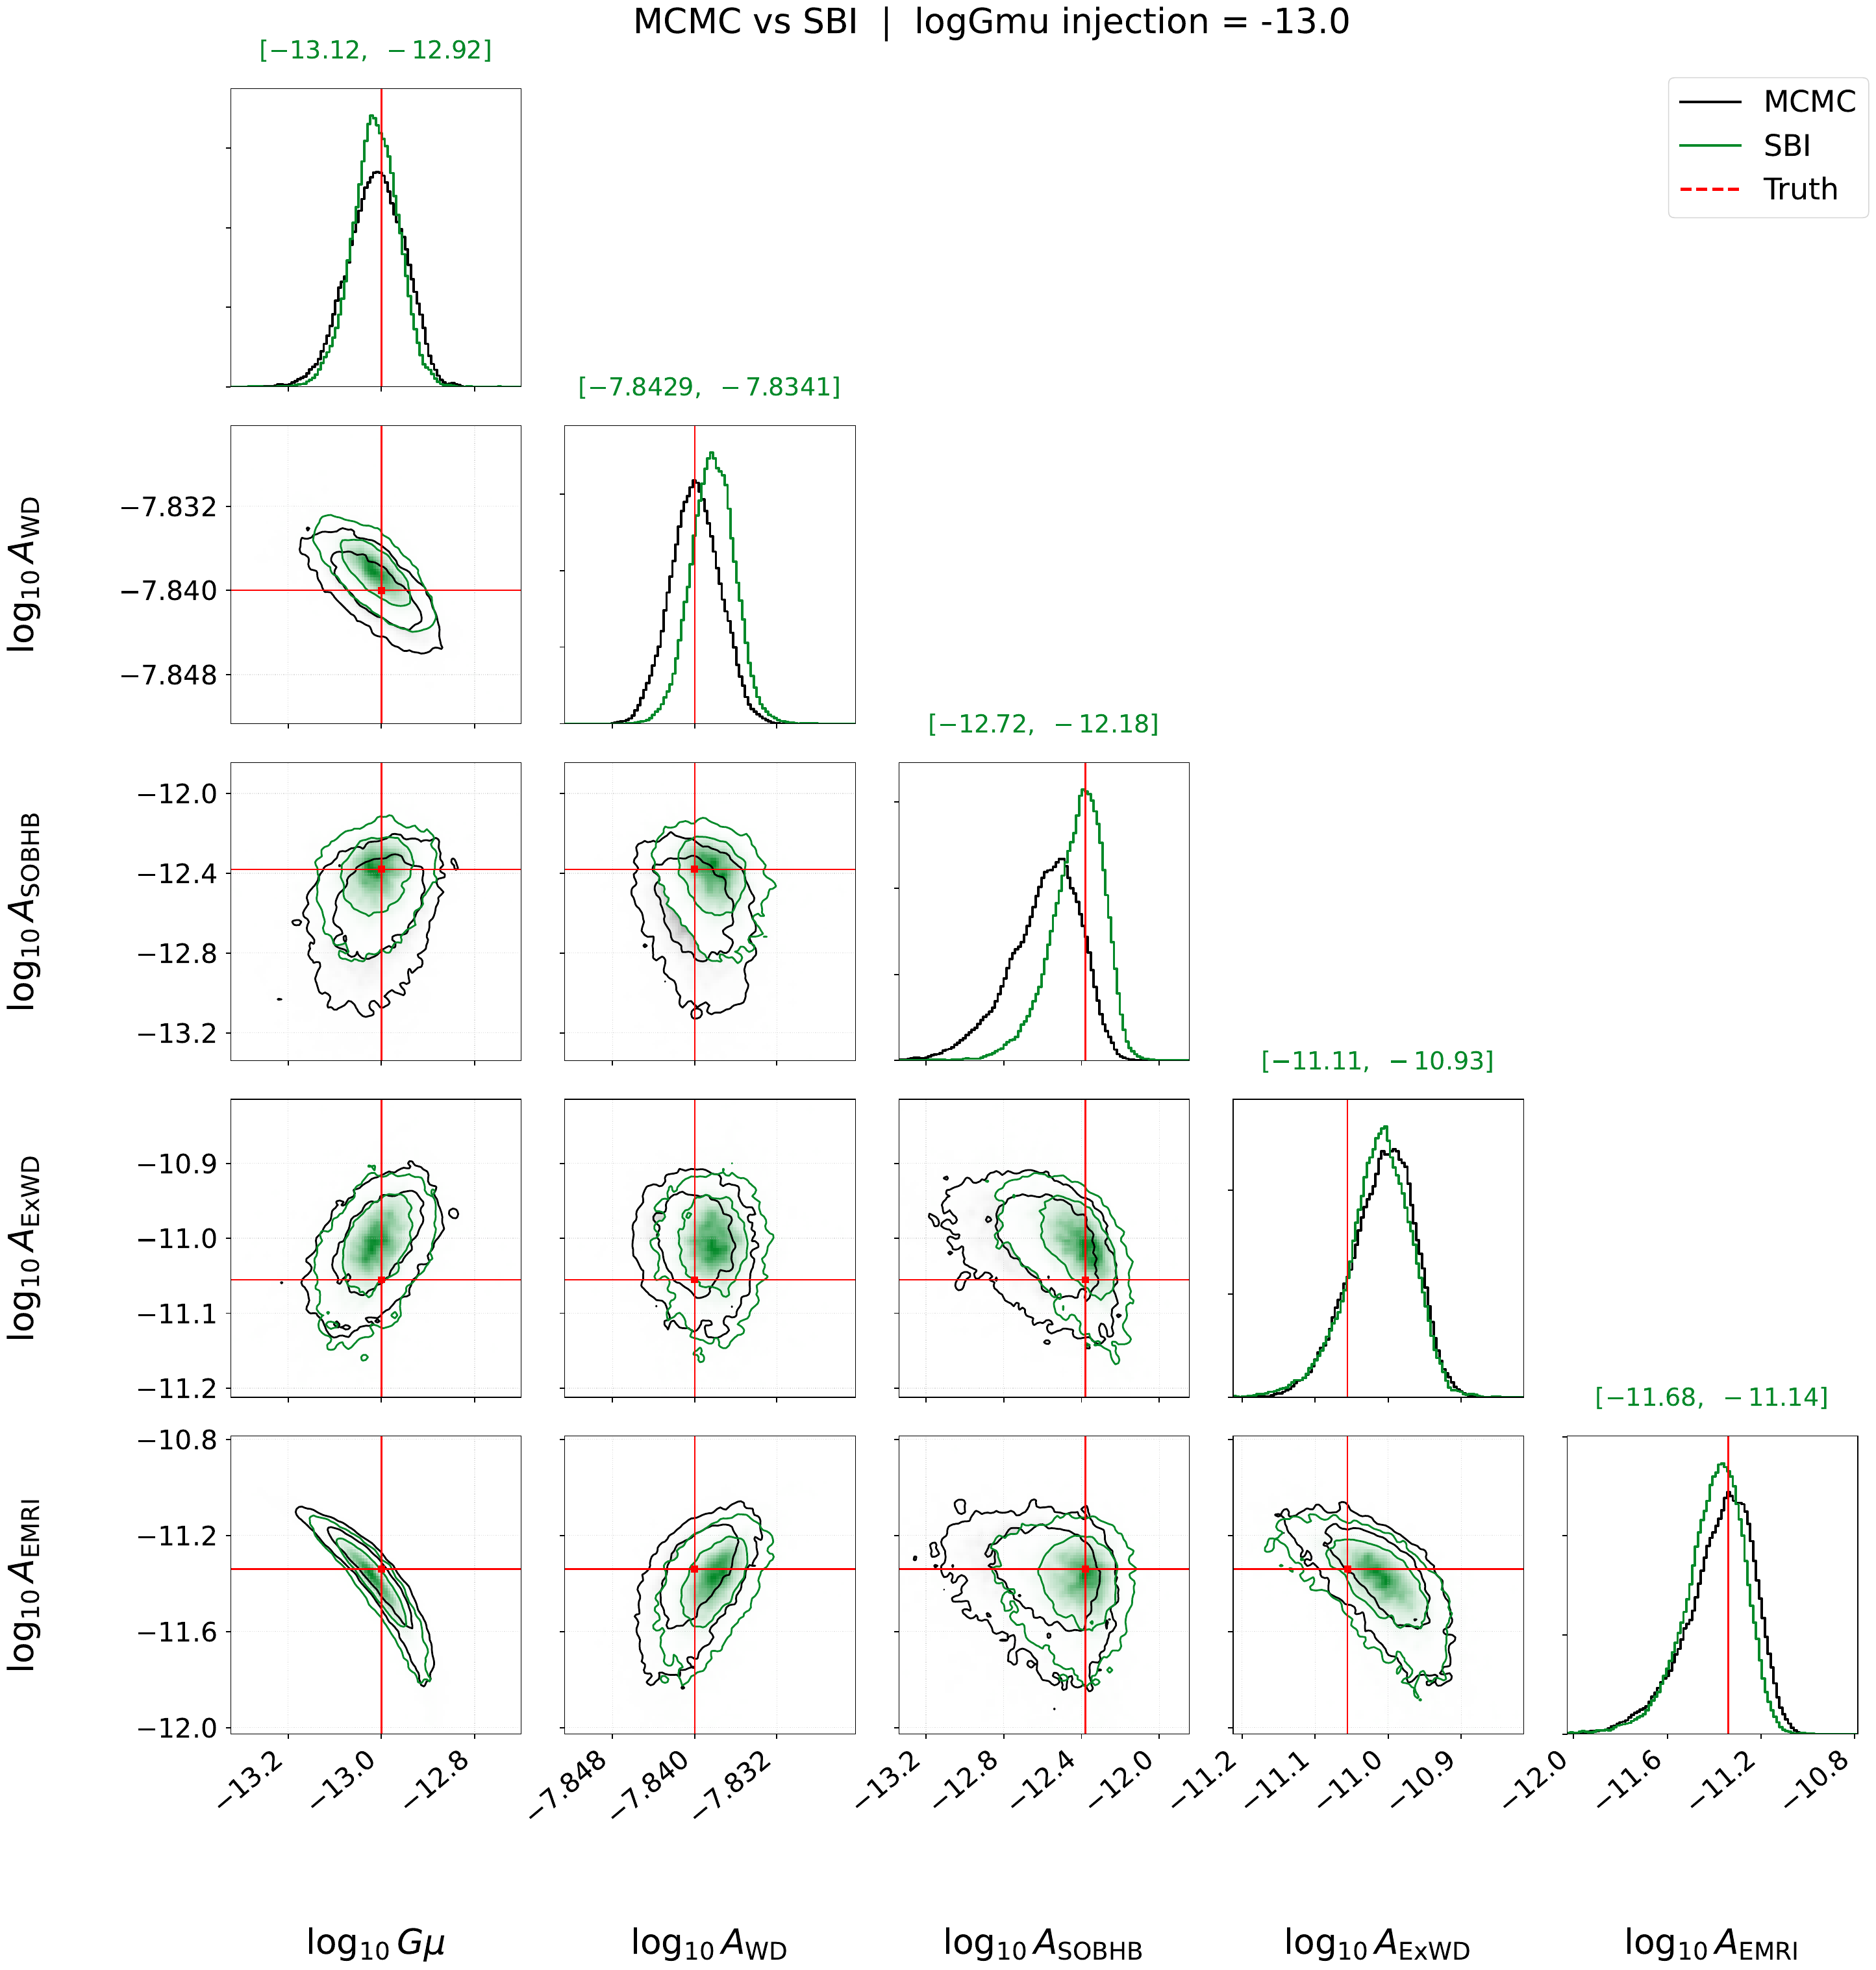 MCMC vs SBI | logGmu injection = -13.0
[−13.12, −12.92]
MCMC
SBI
Truth
[−7.8429, −7.8341]
log₁₀ A_WD
−7.832
−7.840
−7.848
[−12.72, −12.18]
log₁₀ A_SOBHB
−12.0
−12.4
−12.8
−13.2
[−11.11, −10.93]
log₁₀ A_ExWD
−10.9
−11.0
−11.1
−11.2
[−11.68, −11.14]
log₁₀ A_EMRI
−10.8
−11.2
−11.6
−12.0
−13.2 −13.0 −12.8 −7.848 −7.840 −7.832 −13.2 −12.8 −12.4 −12.0 −11.2 −11.1 −11.0 −10.9 −12.0 −11.6 −11.2 −10.8
log₁₀ Gμ log₁₀ A_WD log₁₀ A_SOBHB log₁₀ A_ExWD log₁₀ A_EMRI